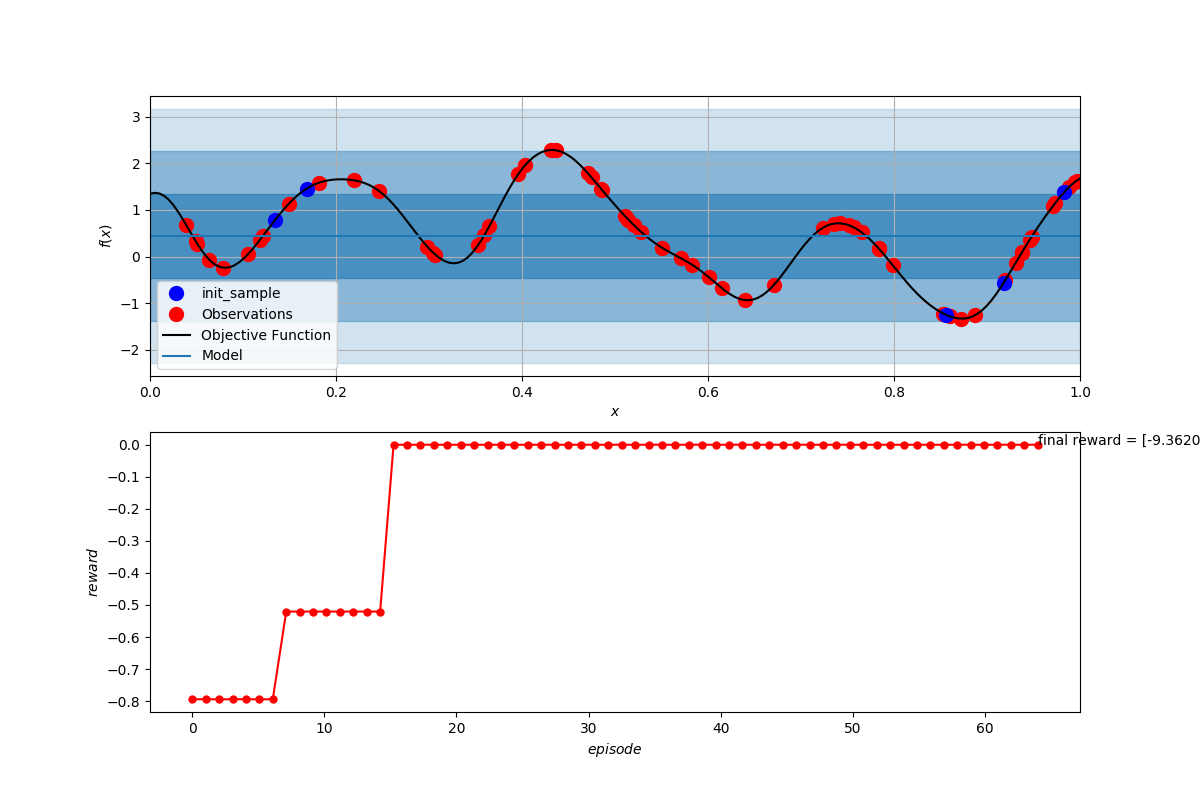 3
2
1
0
−1
−2
f(x)
init_sample
Observations
Objective Function
Model
0.0 0.2 0.4 0.6 0.8 1.0
x
final reward = [-9.3620
0.0
−0.1
−0.2
−0.3
−0.4
−0.5
−0.6
−0.7
−0.8
reward
0 10 20 30 40 50 60
episode